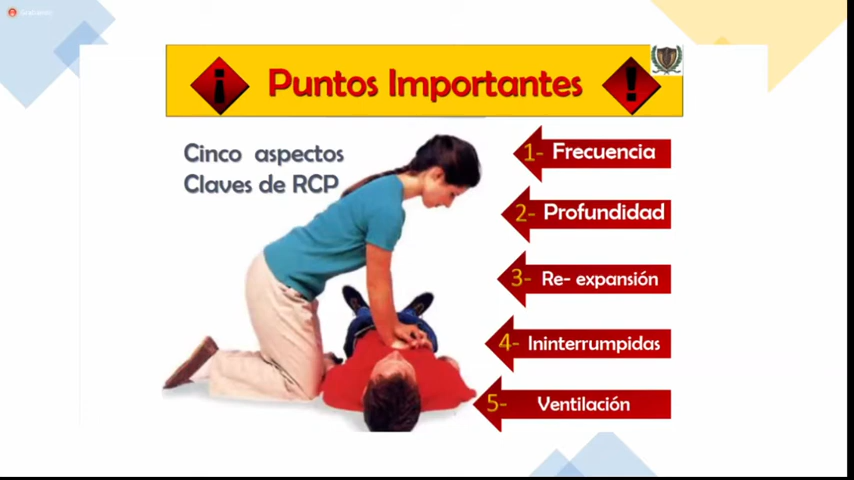 ¡ Puntos Importantes !
Cinco aspectos
Claves de RCP
1- Frecuencia
2- Profundidad
3- Re- expansión
4- Ininterrumpidas
5- Ventilación